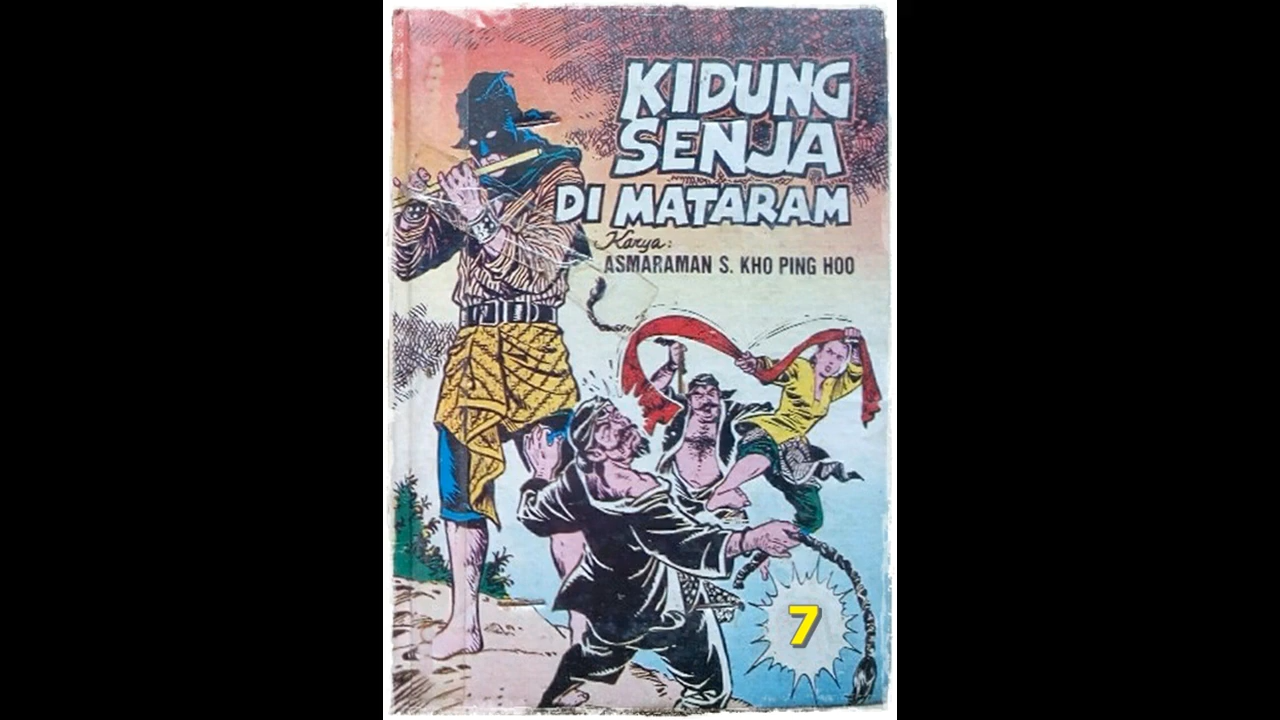 KIDUNG
SENJA
DI MATARAM
Karya:
ASMARAMAN S. KHO PING HOO
7